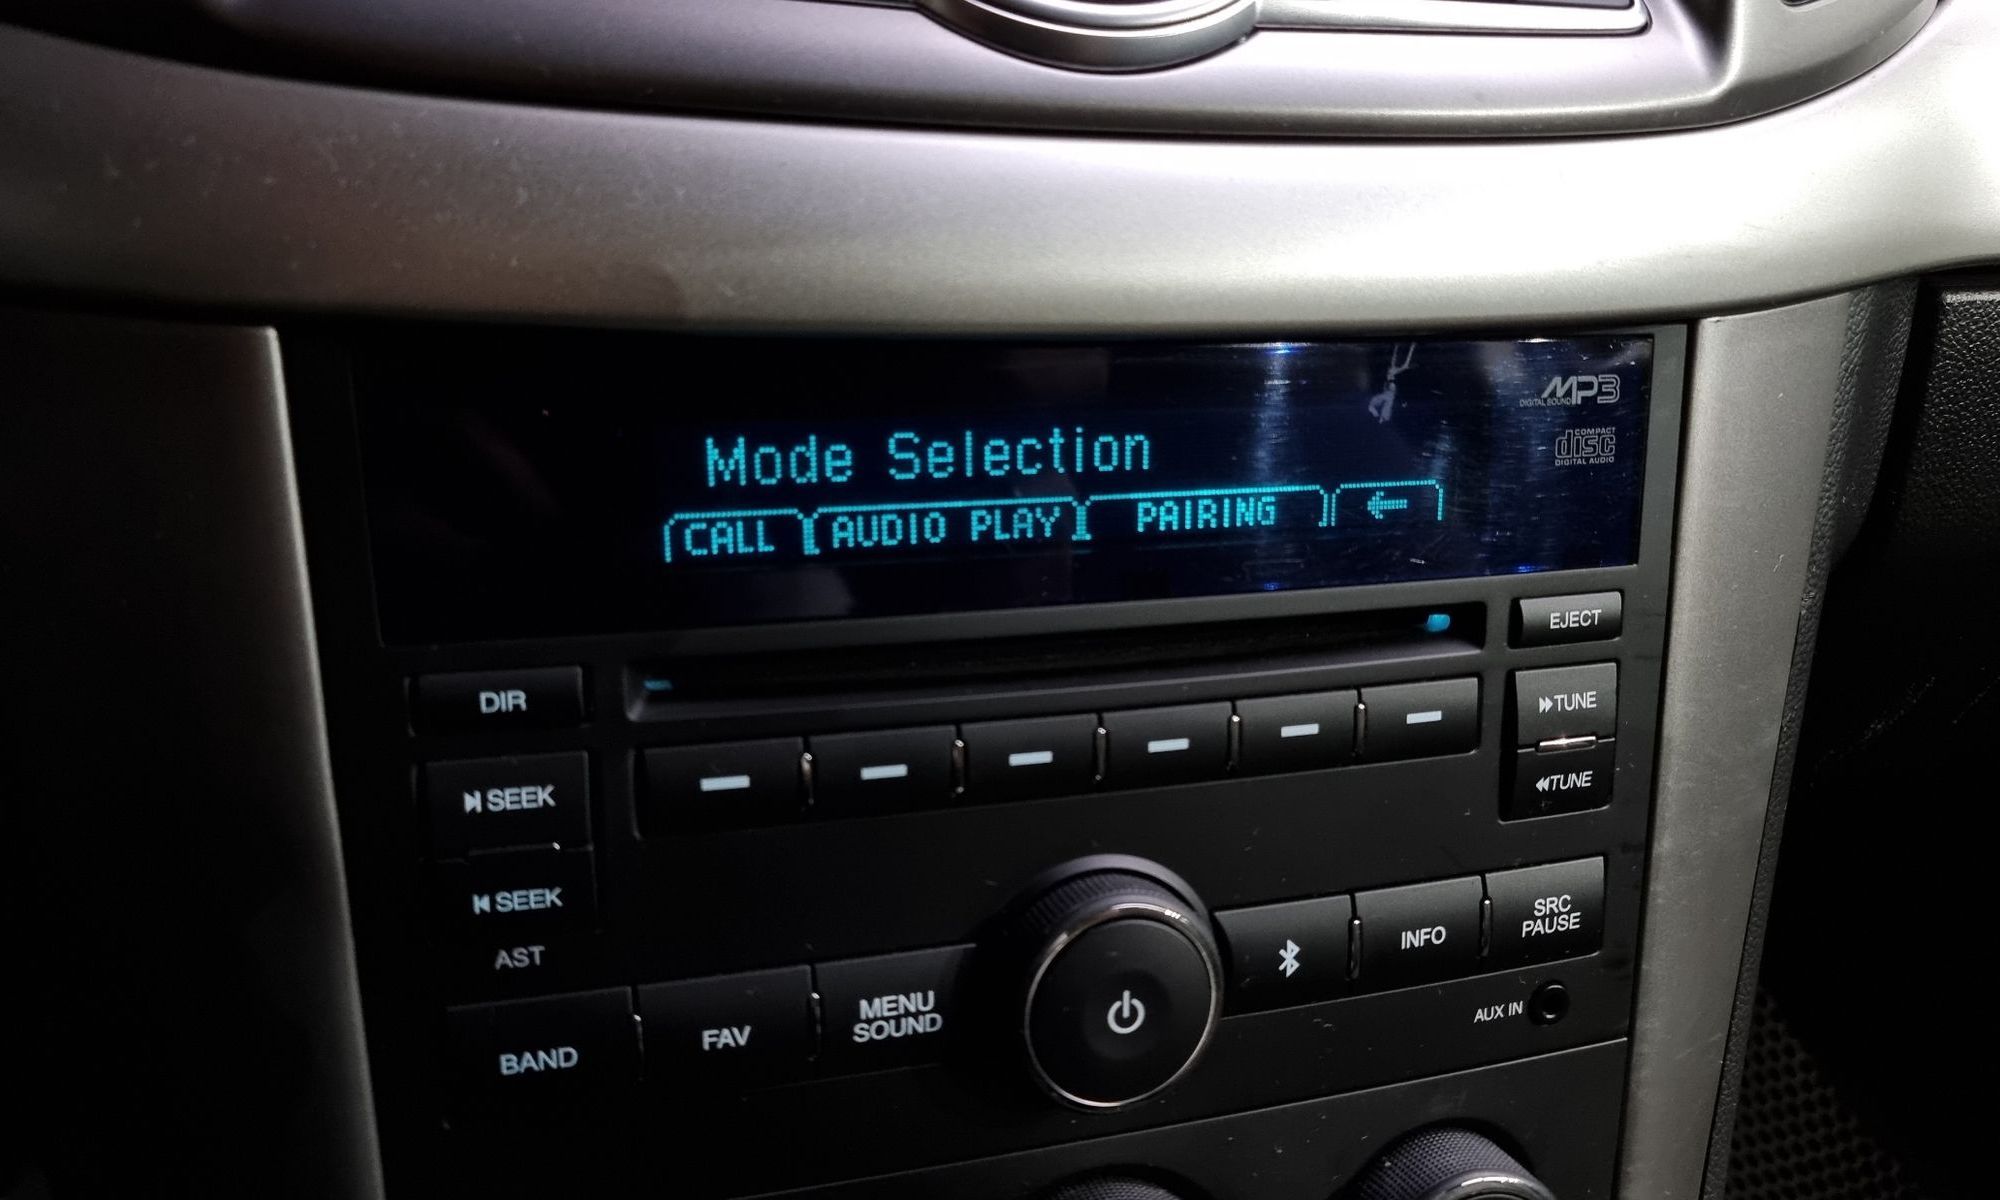 MP3
DIGITAL SOUND
COMPACT
disc
DIGITAL AUDIO
Mode Selection
CALL AUDIO PLAY PAIRING ←
EJECT
DIR
TUNE
SEEK
TUNE
SEEK
AST
SRC
PAUSE
INFO
MENU
SOUND
AUX IN
FAV
BAND